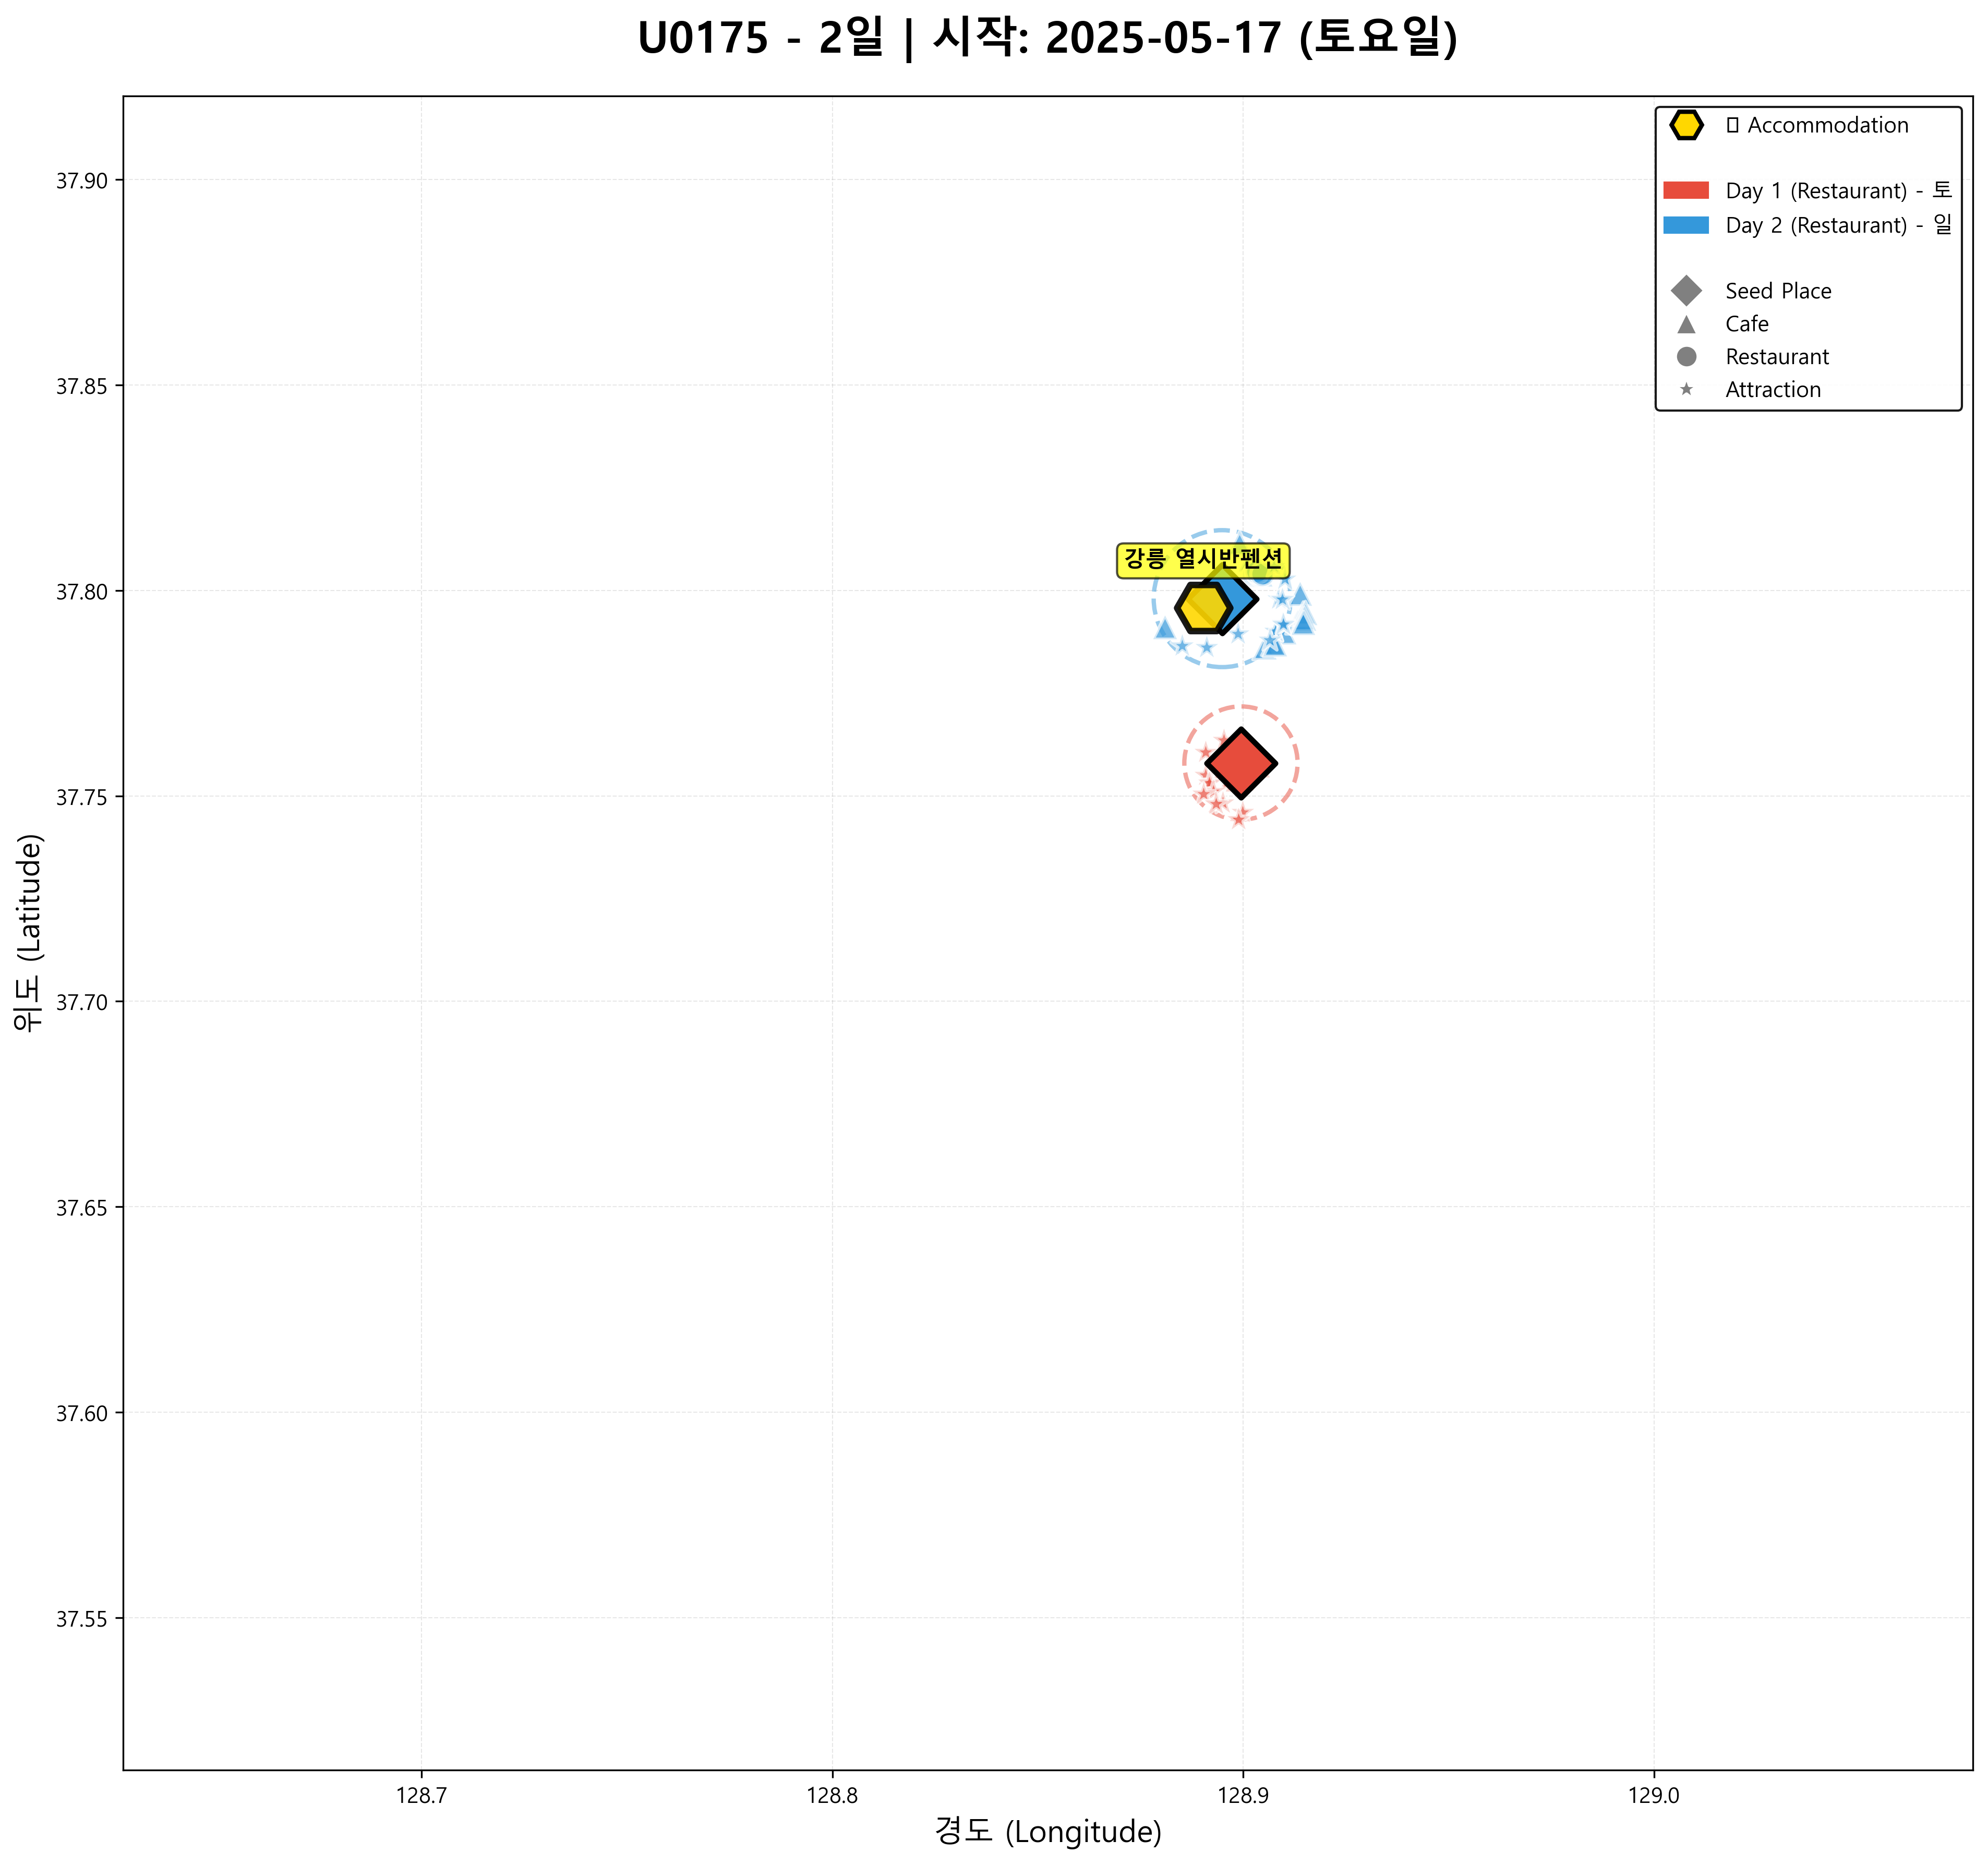 U0175 - 2일 | 시작: 2025-05-17 (토요일)
Accommodation
Day 1 (Restaurant) - 토
Day 2 (Restaurant) - 일
Seed Place
Cafe
Restaurant
Attraction
강릉 열시반펜션
위도 (Latitude)
37.90
37.85
37.80
37.75
37.70
37.65
37.60
37.55
128.7
128.8
128.9
129.0
경도 (Longitude)